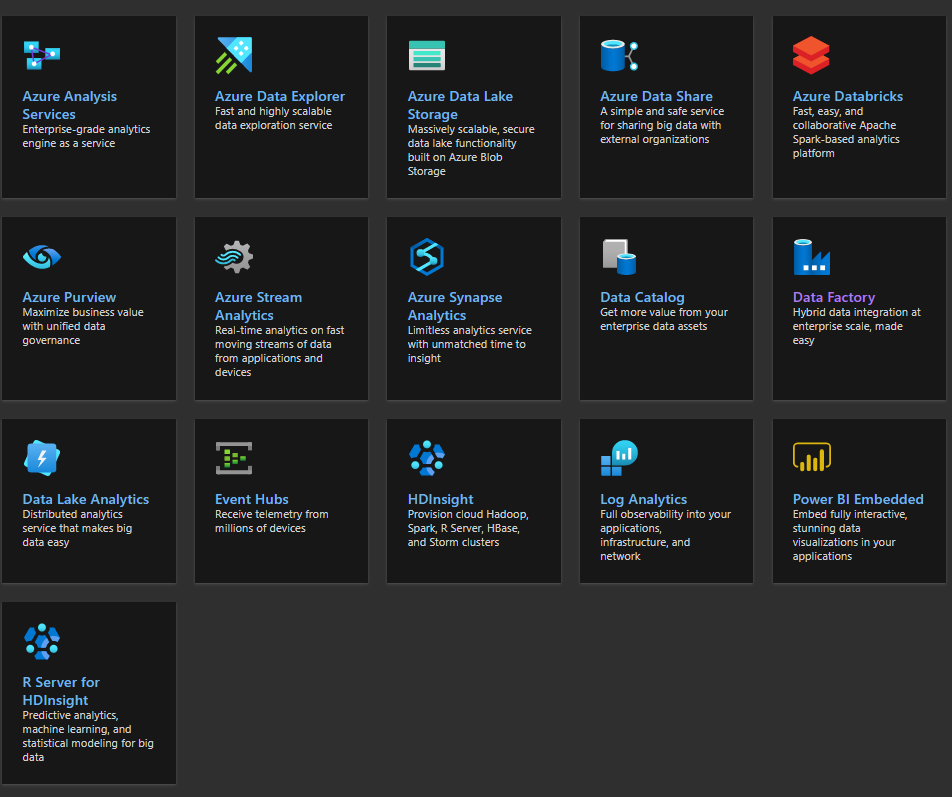 Azure Analysis
Services
Enterprise-grade analytics
engine as a service
Azure Data Explorer
Fast and highly scalable
data exploration service
Azure Data Lake
Storage
Massively scalable, secure
data lake functionality
built on Azure Blob
Storage
Azure Data Share
A simple and safe service
for sharing big data with
external organizations
Azure Databricks
Fast, easy, and
collaborative Apache
Spark-based analytics
platform
Azure Purview
Maximize business value
with unified data
governance
Azure Stream
Analytics
Real-time analytics on fast
moving streams of data
from applications and
devices
Azure Synapse
Analytics
Limitless analytics service
with unmatched time to
insight
Data Catalog
Get more value from your
enterprise data assets
Data Factory
Hybrid data integration at
enterprise scale, made
easy
Data Lake Analytics
Distributed analytics
service that makes big
data easy
Event Hubs
Receive telemetry from
millions of devices
HDInsight
Provision cloud Hadoop,
Spark, R Server, HBase,
and Storm clusters
Log Analytics
Full observability into your
applications,
infrastructure, and
network
Power BI Embedded
Embed fully interactive,
stunning data
visualizations in your
applications
R Server for
HDInsight
Predictive analytics,
machine learning, and
statistical modeling for big
data